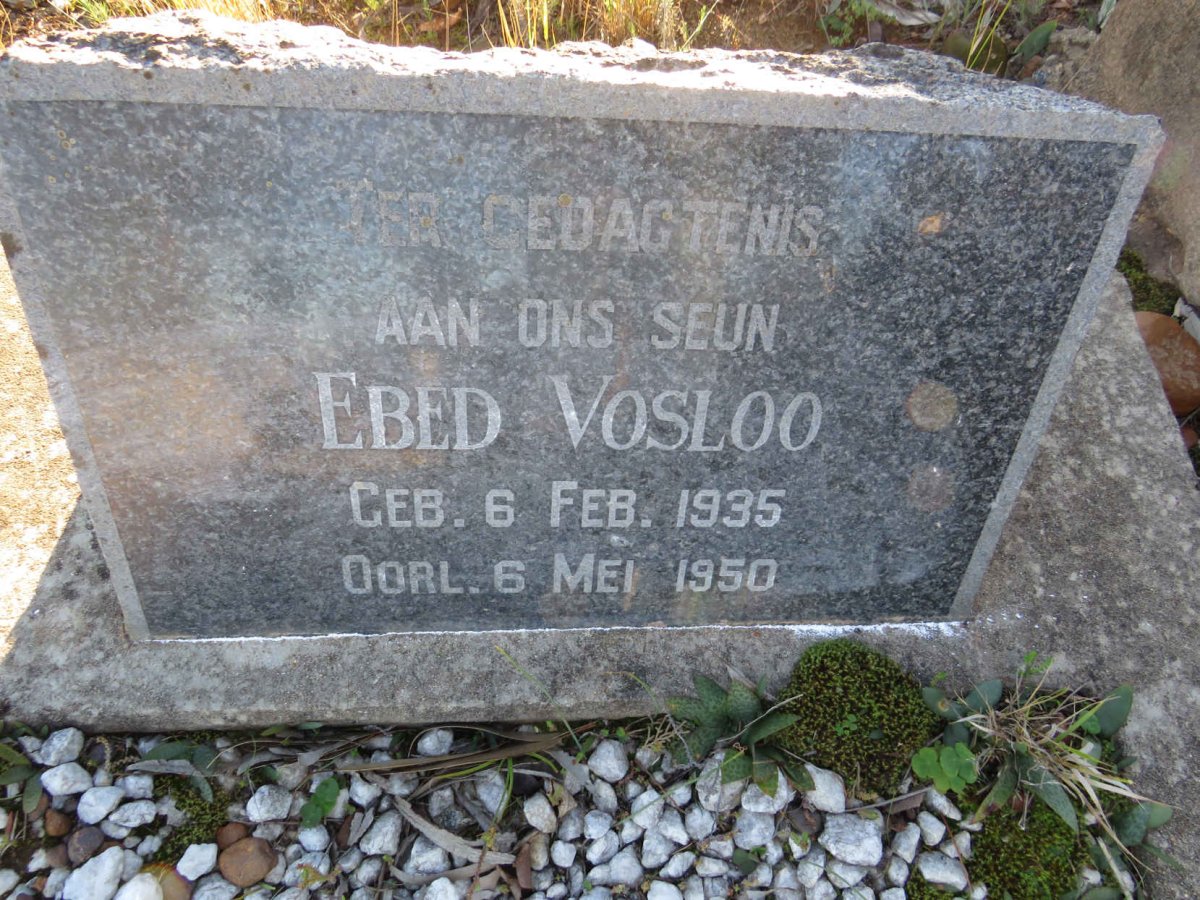 TER GEDAGTENIS
AAN ONS SEUN
EBED VOSLOO
GEB. 6 FEB. 1935
OORL. 6 MEI 1950